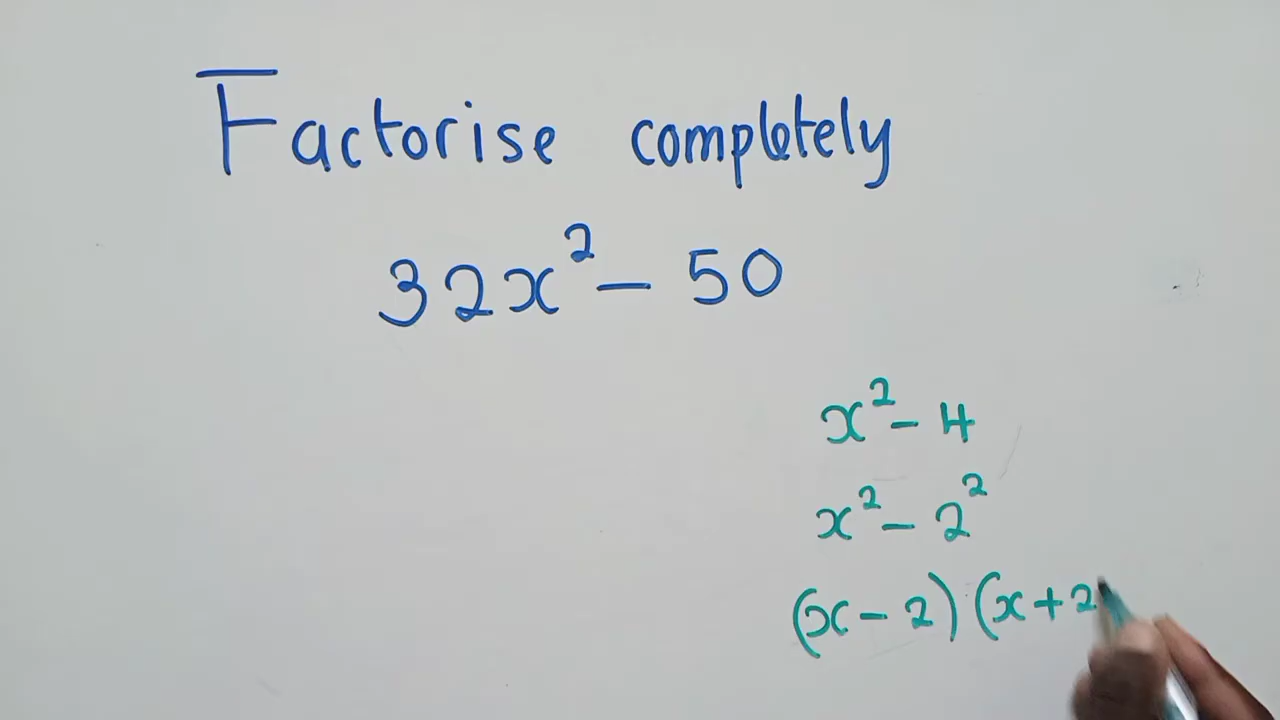 Factorise completely
32x² - 50
x² - 4
x² - 2²
(x - 2) (x + 2